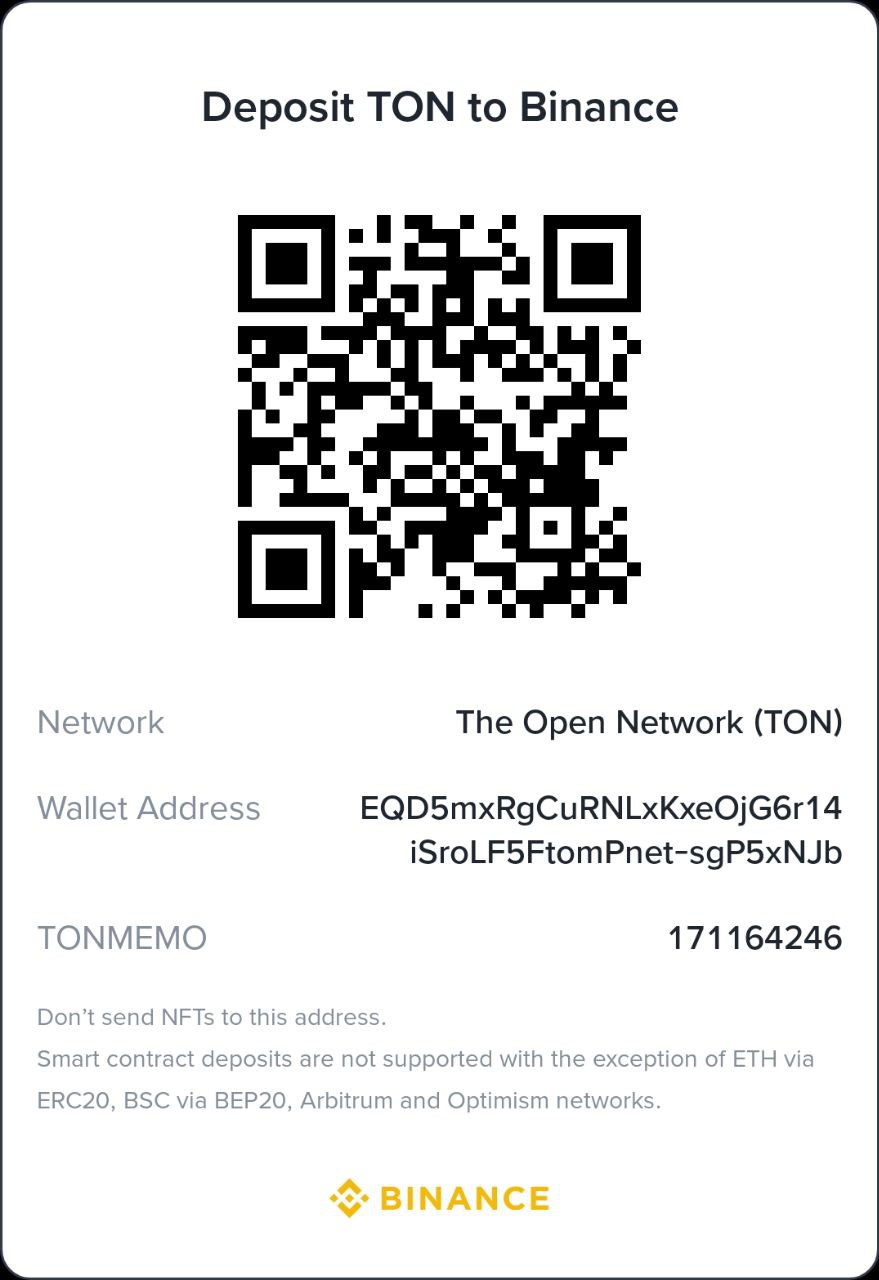 Deposit TON to Binance
Network The Open Network (TON)
Wallet Address EQD5mxRgCuRNLxKxeOjG6r14
iSroLF5FtomPnet-sgP5xNJb
TONMEMO 171164246
Don’t send NFTs to this address.
Smart contract deposits are not supported with the exception of ETH via
ERC20, BSC via BEP20, Arbitrum and Optimism networks.
BINANCE